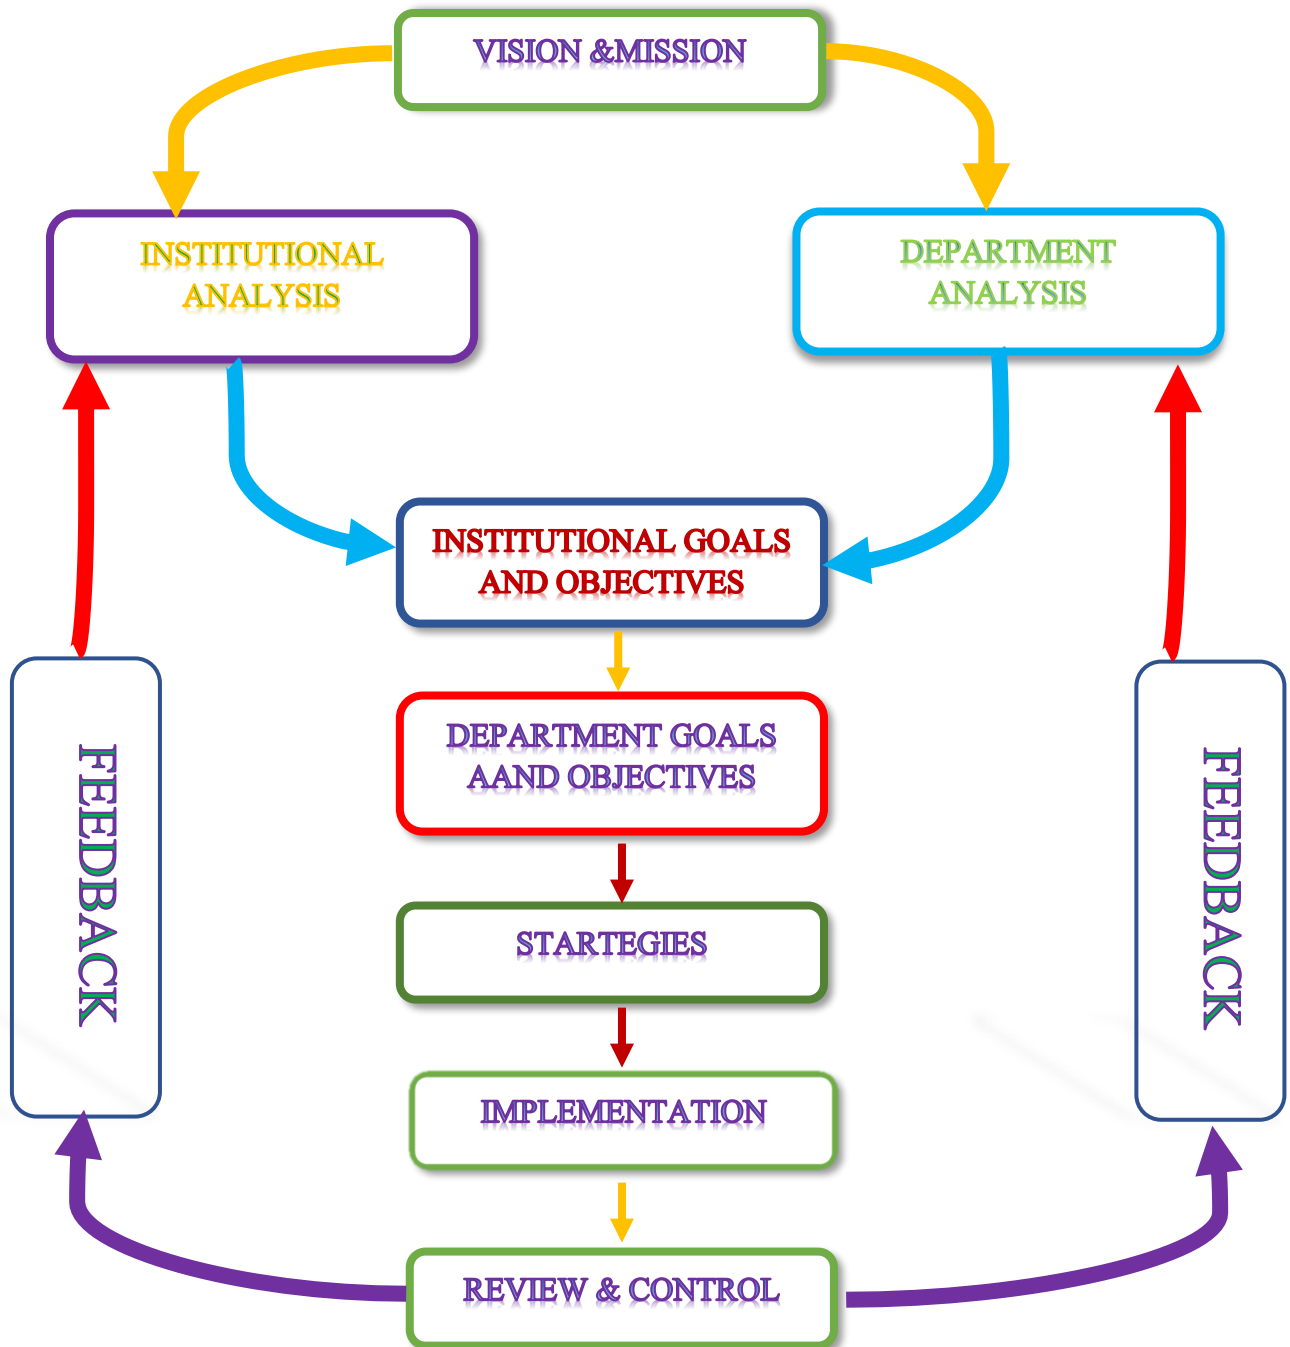 VISION &MISSION
INSTITUTIONAL
ANALYSIS
DEPARTMENT
ANALYSIS
INSTITUTIONAL GOALS
AND OBJECTIVES
DEPARTMENT GOALS
AAND OBJECTIVES
FEEDBACK
FEEDBACK
STARTEGIES
IMPLEMENTATION
REVIEW & CONTROL